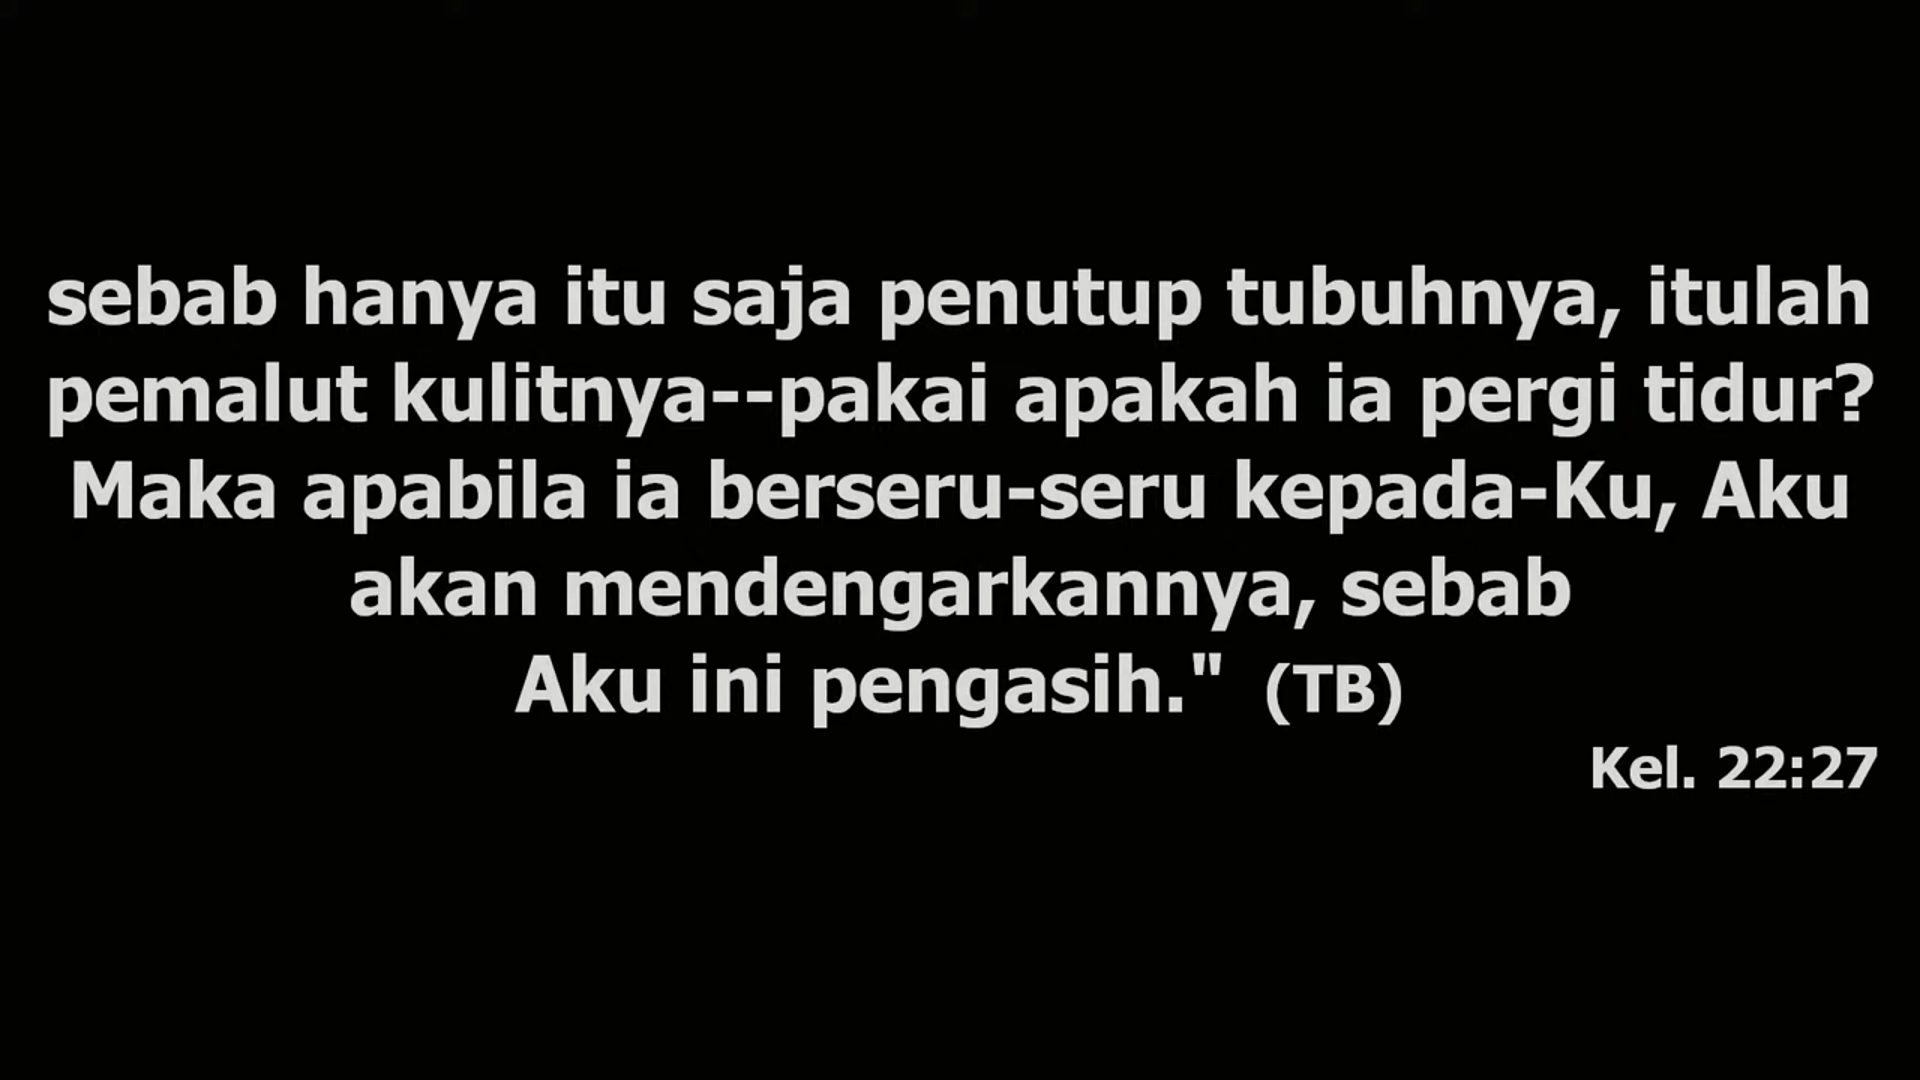 sebab hanya itu saja penutup tubuhnya, itulah
pemalut kulitnya--pakai apakah ia pergi tidur?
Maka apabila ia berseru-seru kepada-Ku, Aku
akan mendengarkannya, sebab
Aku ini pengasih." (TB)
Kel. 22:27